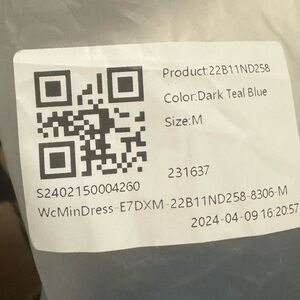 Product:22B11ND258
Color:Dark Teal Blue
Size:M
231637
S2402150004260
WcMinDress-E7DXM-22B11ND258-8306-M
2024-04-09 16:20:57